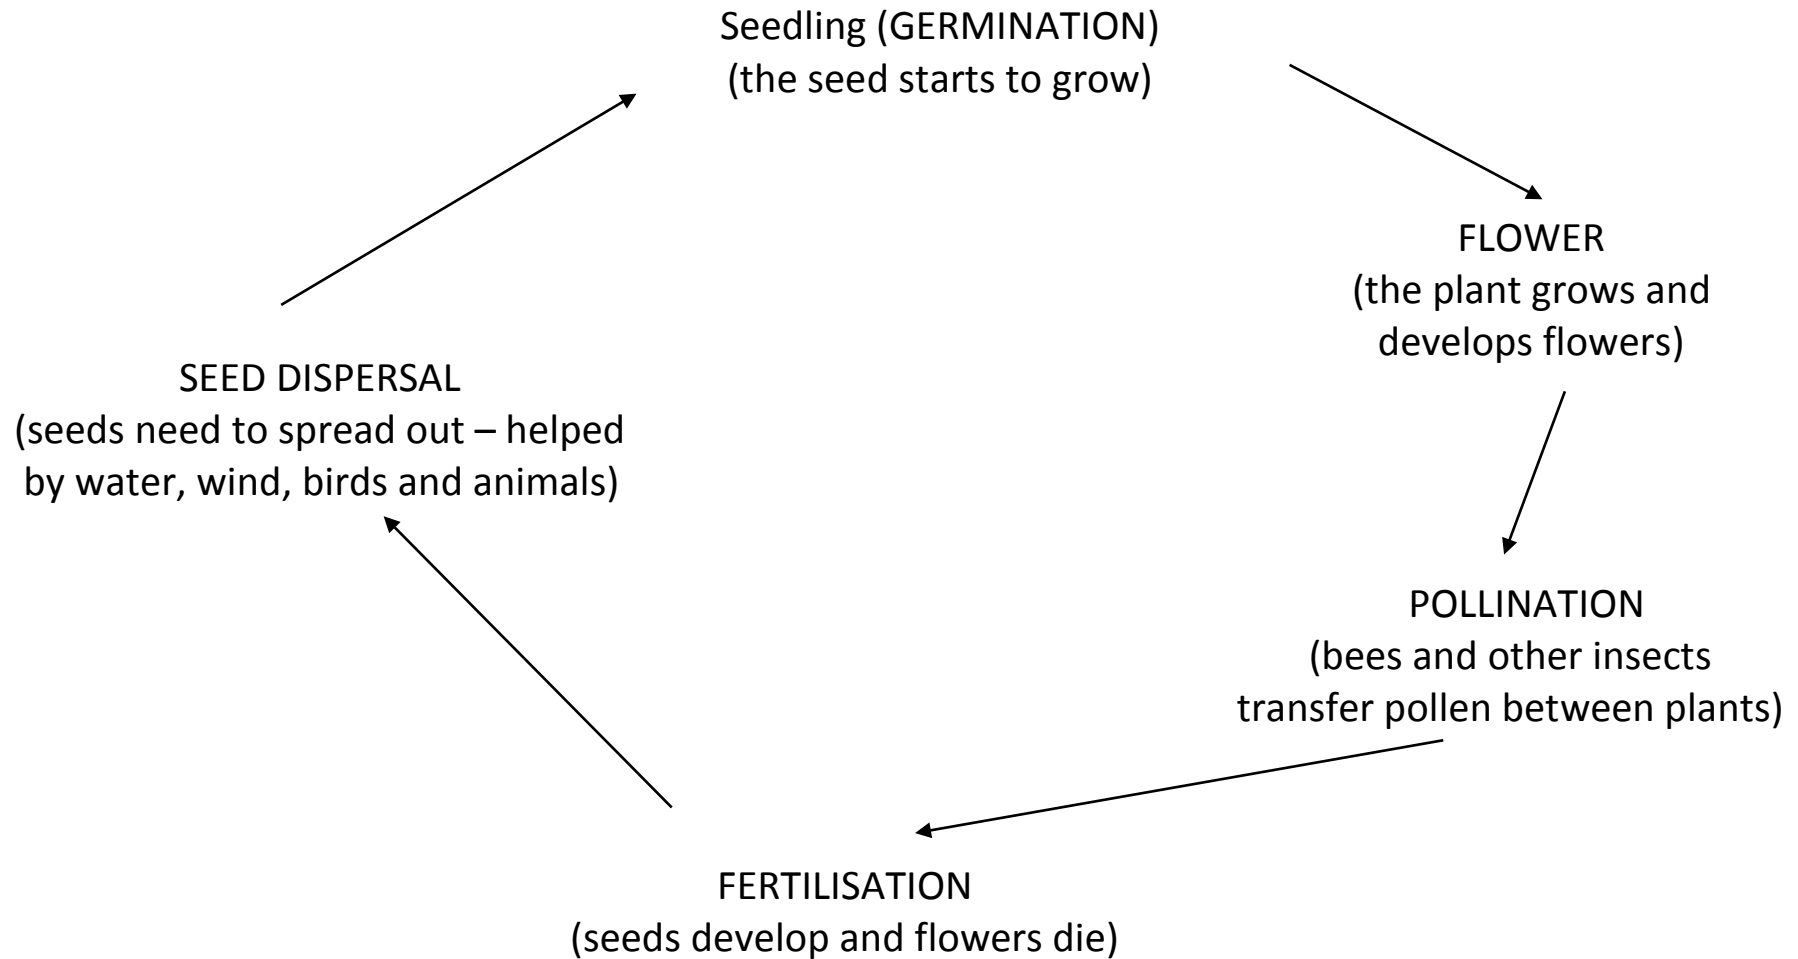 Seedling (GERMINATION)
(the seed starts to grow)
FLOWER
(the plant grows and
develops flowers)
POLLINATION
(bees and other insects
transfer pollen between plants)
FERTILISATION
(seeds develop and flowers die)
SEED DISPERSAL
(seeds need to spread out – helped
by water, wind, birds and animals)